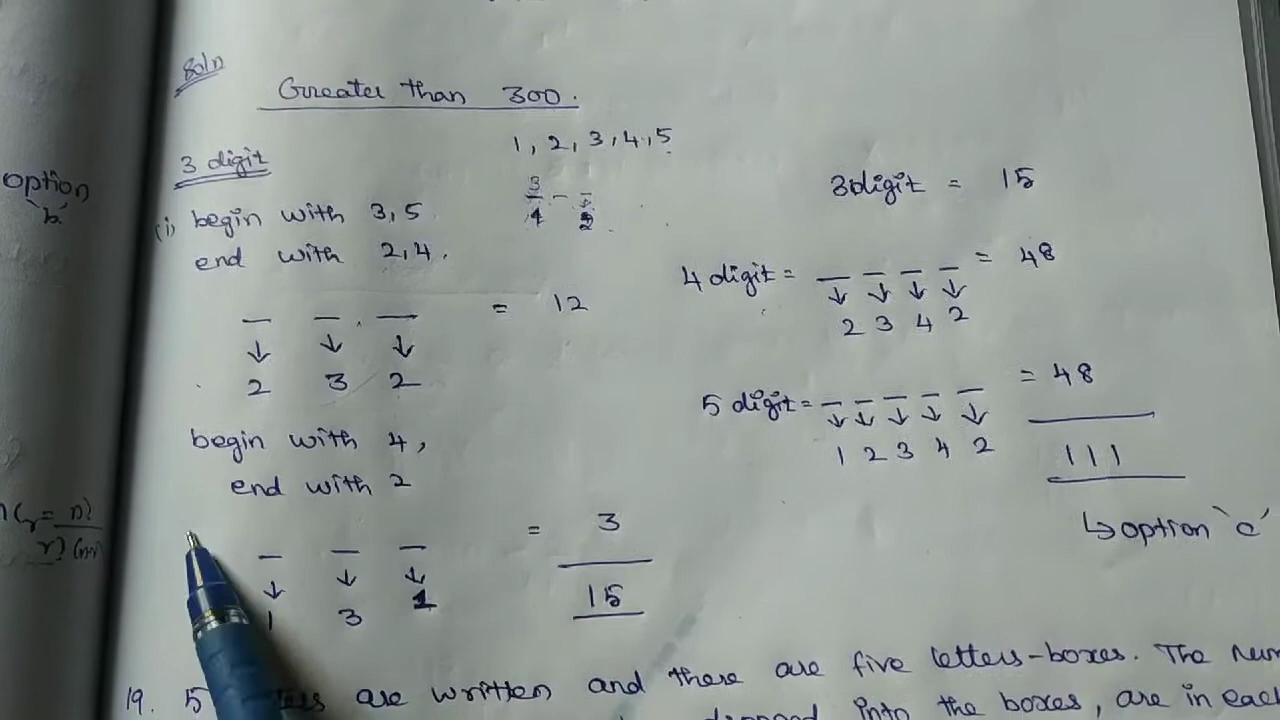 Soln
Greater than 300.
1, 2, 3, 4, 5
3 digit
(i) begin with 3, 5
end with 2, 4.
_ _ _ = 12
↓ ↓ ↓
2 3 2
begin with 4,
end with 2
_ _ _ = 3
↓ ↓ ↓
1 3 1
15
3 digit = 15
4 digit = _ _ _ _ = 48
↓ ↓ ↓ ↓
2 3 4 2
5 digit = _ _ _ _ _ = 48
↓ ↓ ↓ ↓ ↓
1 2 3 4 2
111
↳ option 'c'
option
'b'
19. 5 are written and there are five letters-boxes. The
into the boxes, are in each